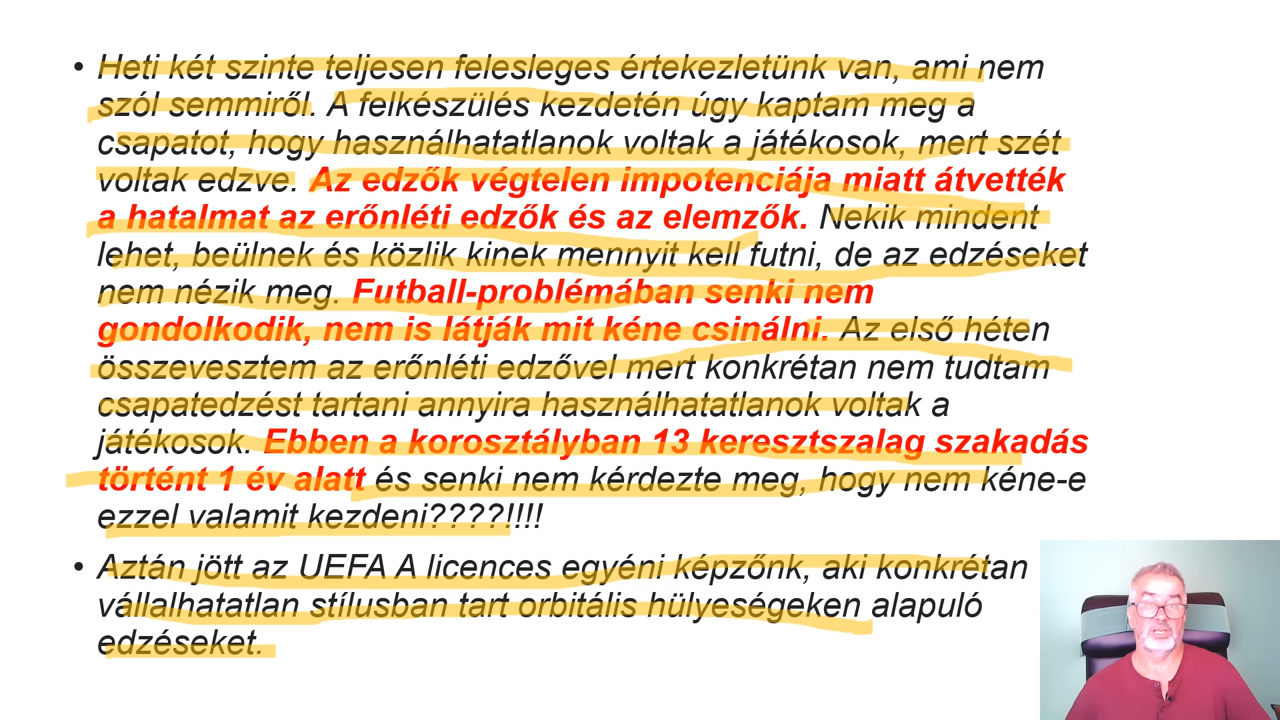 • Heti két szinte teljesen felesleges értekezletünk van, ami nem
szól semmiről. A felkészülés kezdetén úgy kaptam meg a
csapatot, hogy használhatatlanok voltak a játékosok, mert szét
voltak edzve. Az edzők végtelen impotenciája miatt átvették
a hatalmat az erőnléti edzők és az elemzők. Nekik mindent
lehet, beülnek és közlik kinek mennyit kell futni, de az edzéseket
nem nézik meg. Futball-problémában senki nem
gondolkodik, nem is látják mit kéne csinálni. Az első héten
összevesztem az erőnléti edzővel mert konkrétan nem tudtam
csapatedzést tartani annyira használhatatlanok voltak a
játékosok. Ebben a korosztályban 13 keresztszalag szakadás
történt 1 év alatt és senki nem kérdezte meg, hogy nem kéne-e
ezzel valamit kezdeni????!!!!
• Aztán jött az UEFA A licences egyéni képzőnk, aki konkrétan
vállalhatatlan stílusban tart orbitális hülyeségeken alapuló
edzéseket.